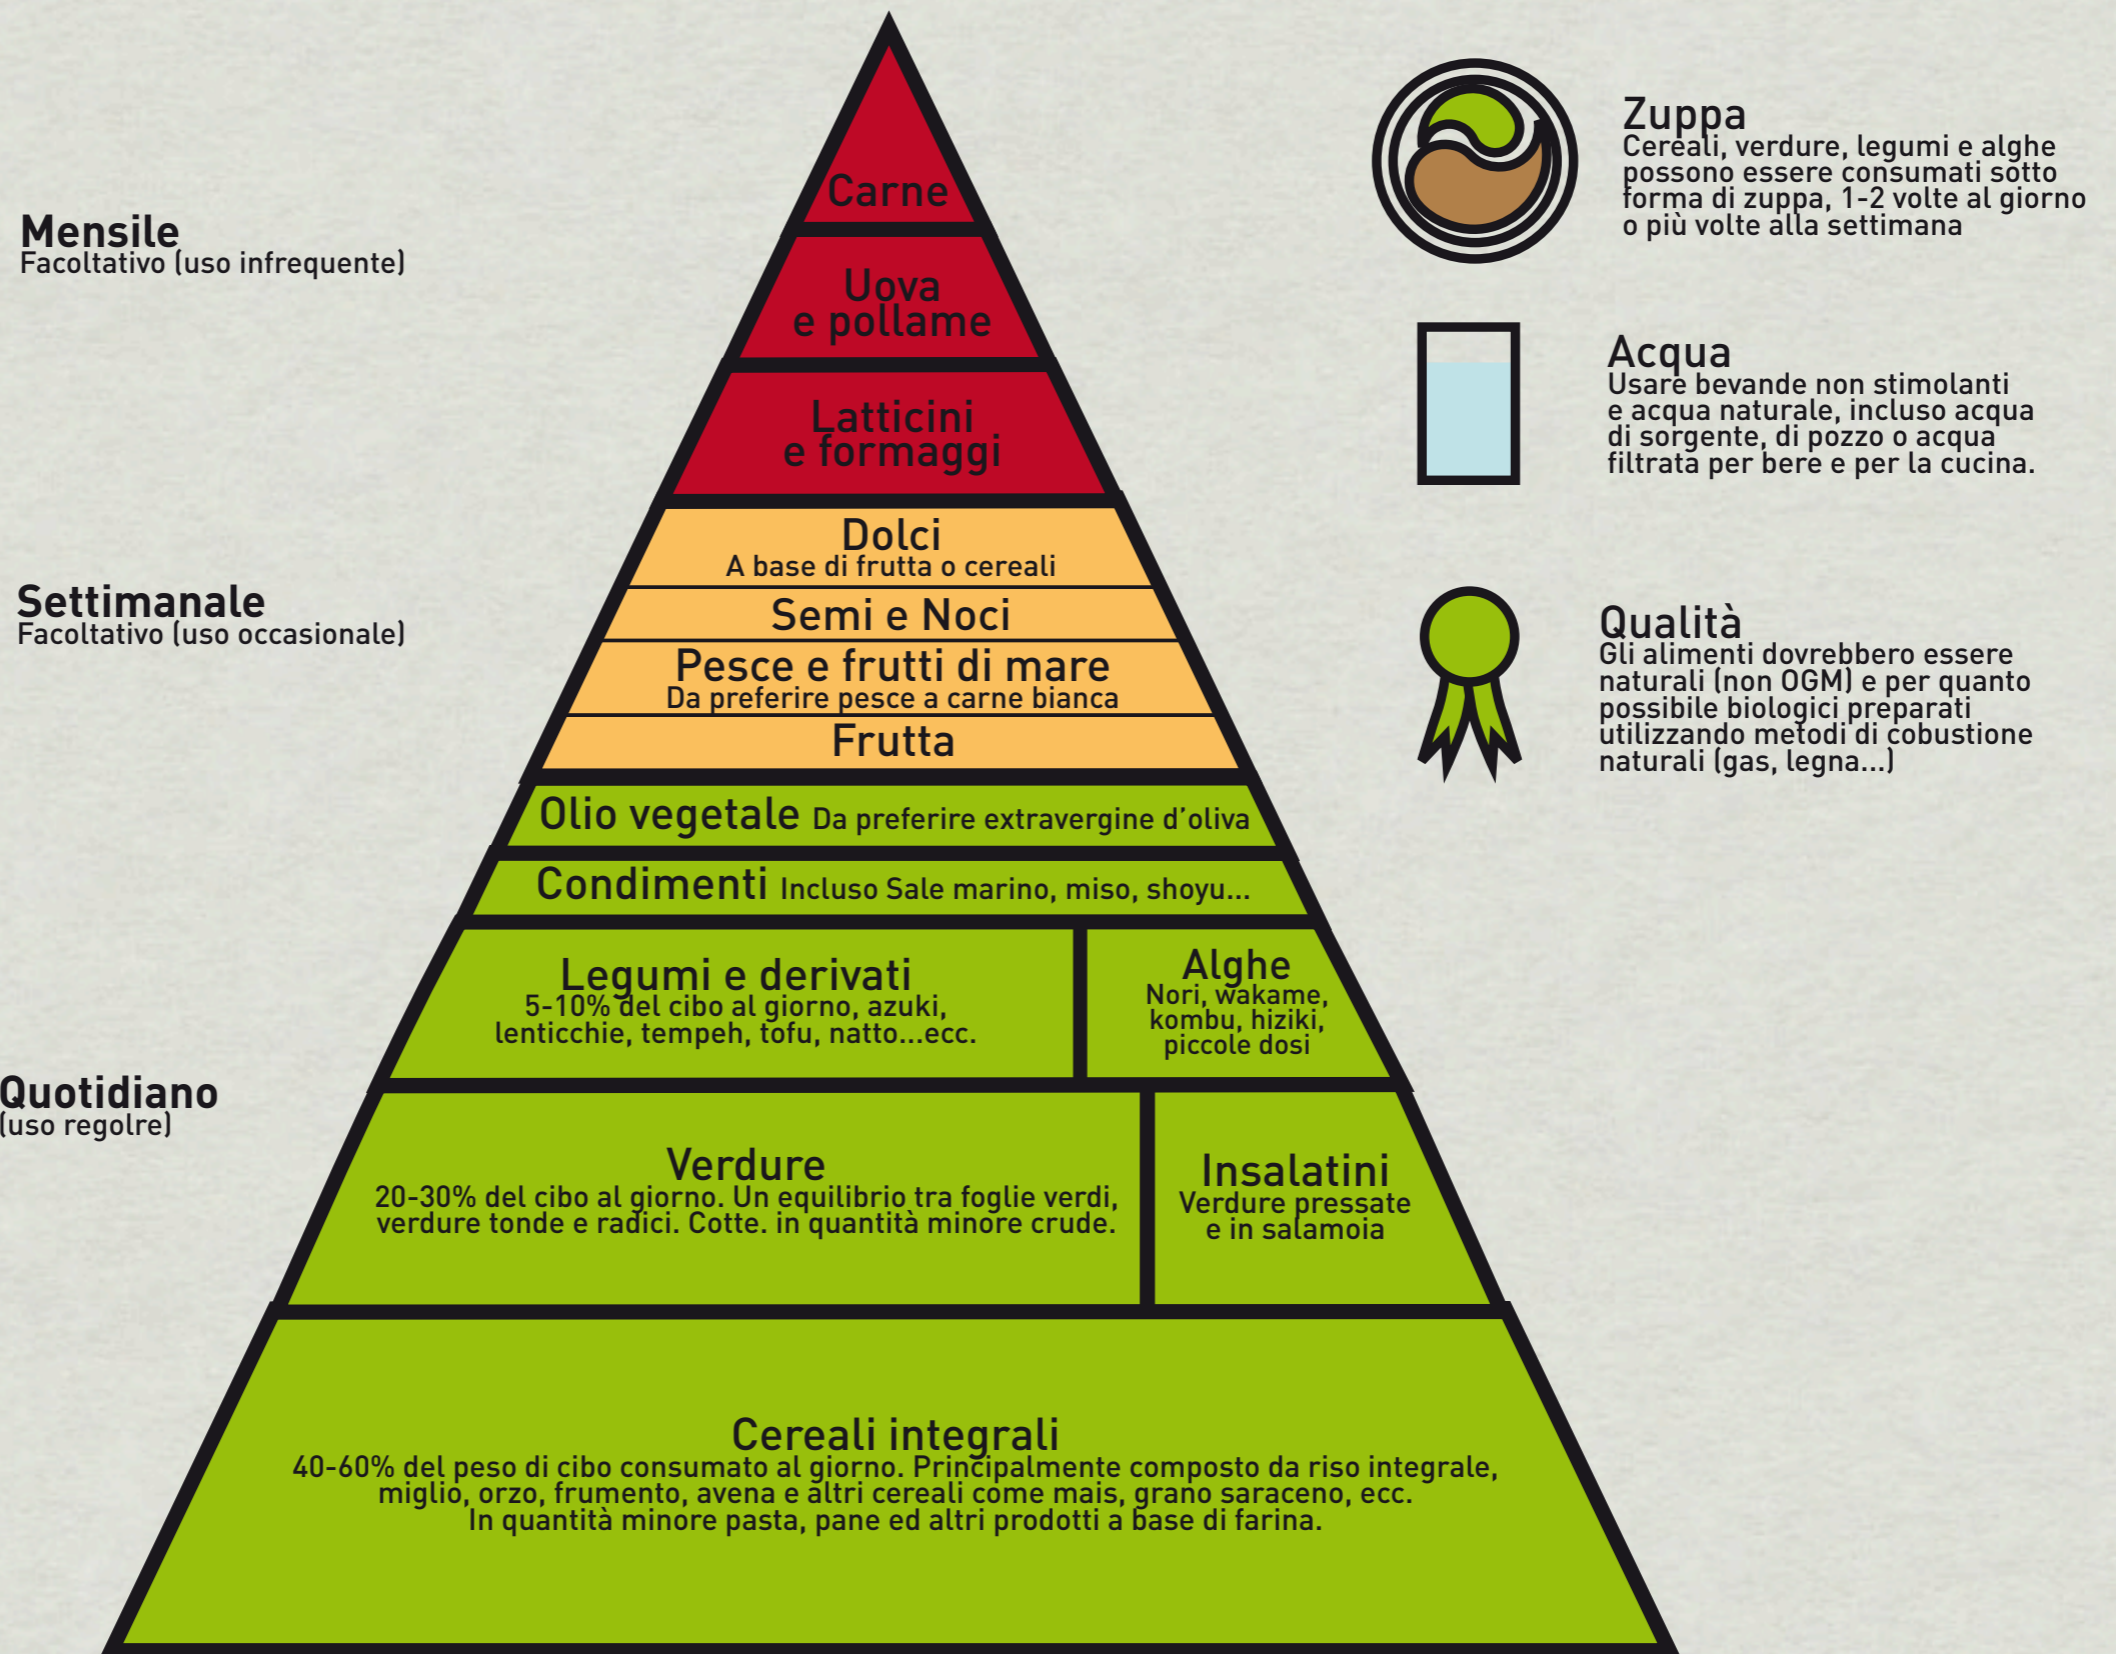 Mensile
Facoltativo (uso infrequente)
Settimanale
Facoltativo (uso occasionale)
Quotidiano
(uso regolre)
Carne
Uova
e pollame
Latticini
e formaggi
Dolci
A base di frutta o cereali
Semi e Noci
Pesce e frutti di mare
Da preferire pesce a carne bianca
Frutta
Olio vegetale Da preferire extravergine d’oliva
Condimenti Incluso Sale marino, miso, shoyu...
Legumi e derivati
5-10% del cibo al giorno, azuki,
lenticchie, tempeh, tofu, natto...ecc.
Alghe
Nori, wakame,
kombu, hiziki,
piccole dosi
Verdure
20-30% del cibo al giorno. Un equilibrio tra foglie verdi,
verdure tonde e radici. Cotte. in quantità minore crude.
Insalatini
Verdure pressate
e in salamoia
Cereali integrali
40-60% del peso di cibo consumato al giorno. Principalmente composto da riso integrale,
miglio, orzo, frumento, avena e altri cereali come mais, grano saraceno, ecc.
In quantità minore pasta, pane ed altri prodotti a base di farina.
Zuppa
Cereali, verdure, legumi e alghe
possono essere consumati sotto
forma di zuppa, 1-2 volte al giorno
o più volte alla settimana
Acqua
Usare bevande non stimolanti
e acqua naturale, incluso acqua
di sorgente, di pozzo o acqua
filtrata per bere e per la cucina.
Qualità
Gli alimenti dovrebbero essere
naturali (non OGM) e per quanto
possibile biologici preparati
utilizzando metodi di cobustione
naturali (gas, legna...)